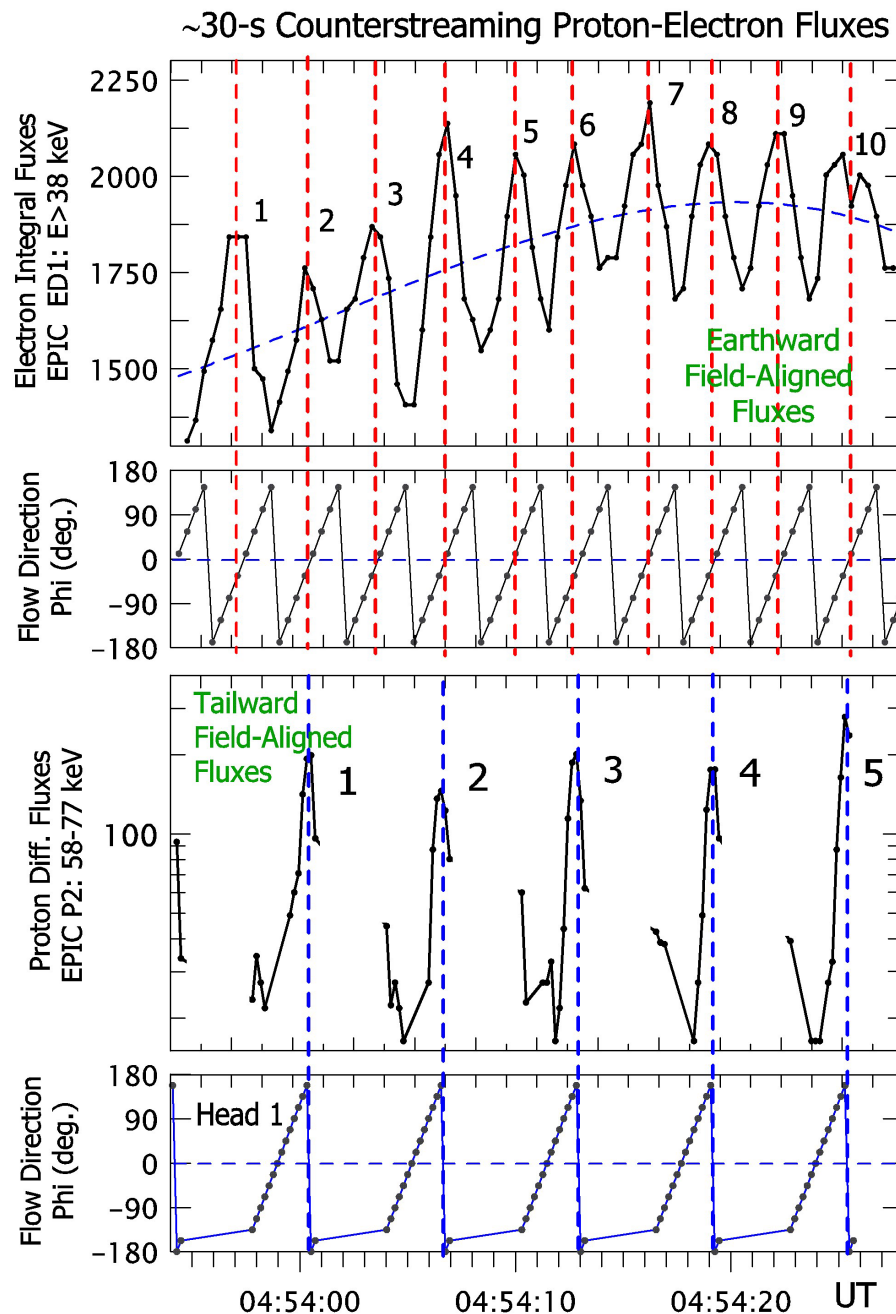 ~30-s Counterstreaming Proton-Electron Fluxes
Electron Integral Fuxes
EPIC ED1: E>38 keV
2250
2000
1750
1500
1
2
3
4
5
6
7
8
9
10
Earthward
Field-Aligned
Fluxes
Flow Direction
Phi (deg.)
180
90
0
-90
-180
Proton Diff. Fluxes
EPIC P2: 58-77 keV
100
Tailward
Field-Aligned
Fluxes
1
2
3
4
5
Flow Direction
Phi (deg.)
180
90
0
-90
-180
Head 1
04:54:00
04:54:10
04:54:20
UT